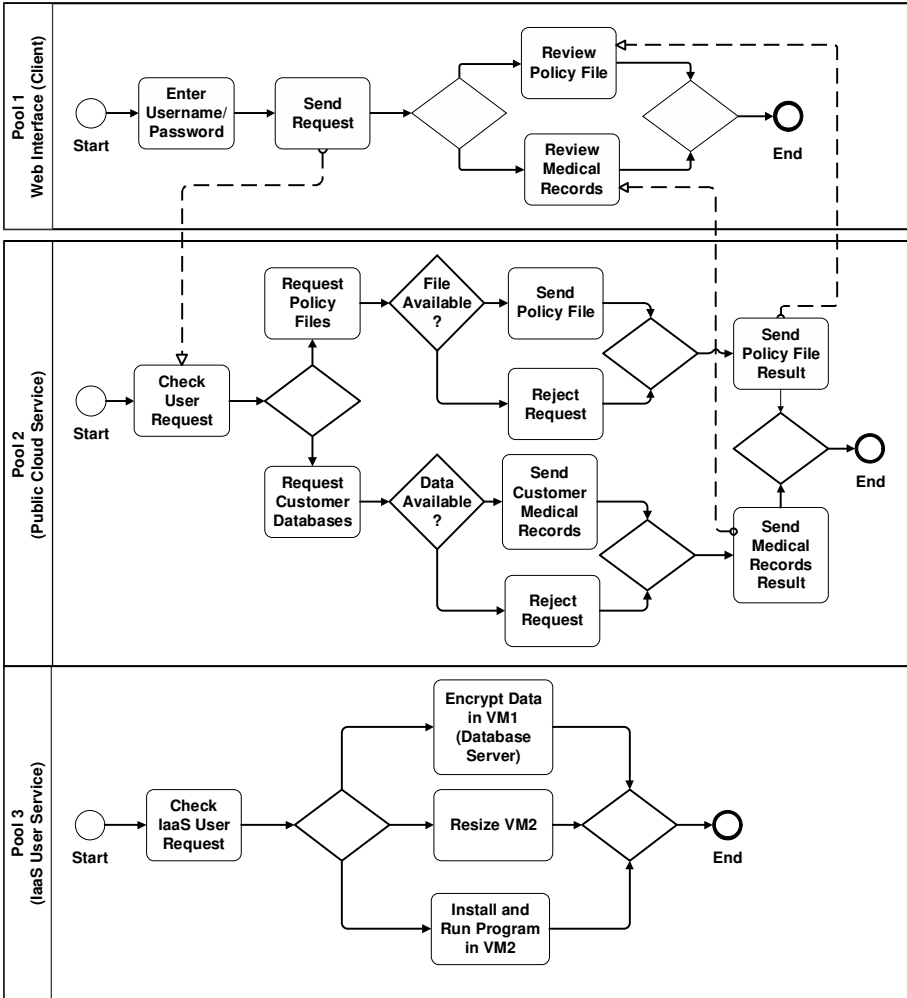 Pool 1
Web Interface (Client)
Start
Enter
Username/
Password
Send
Request
Review
Policy File
Review
Medical
Records
End
Pool 2
(Public Cloud Service)
Start
Check
User
Request
Request
Policy
Files
File
Available
?
Send
Policy File
Reject
Request
Send
Policy File
Result
Request
Customer
Databases
Data
Available
?
Send
Customer
Medical
Records
Reject
Request
Send
Medical
Records
Result
End
Pool 3
(IaaS User Service)
Start
Check
IaaS User
Request
Encrypt Data
in VM1
(Database
Server)
Resize VM2
Install and
Run Program
in VM2
End